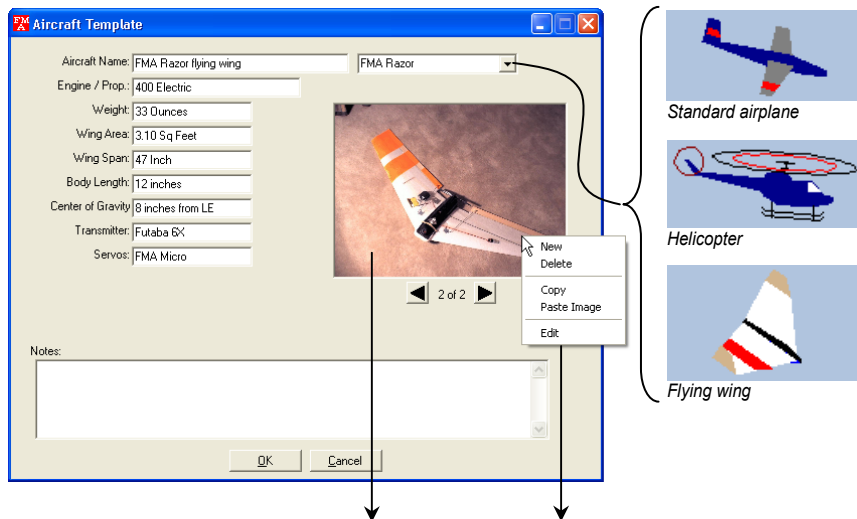 FMA Aircraft Template
Aircraft Name: FMA Razor flying wing FMA Razor
Engine / Prop.: 400 Electric
Weight: 33 Ounces
Wing Area: 3.10 Sq Feet
Wing Span: 47 Inch
Body Length: 12 inches
Center of Gravity 8 inches from LE
Transmitter: Futaba 6X
Servos: FMA Micro
New
Delete
Copy
Paste Image
Edit
2 of 2
Notes:
OK Cancel
Standard airplane
Helicopter
Flying wing